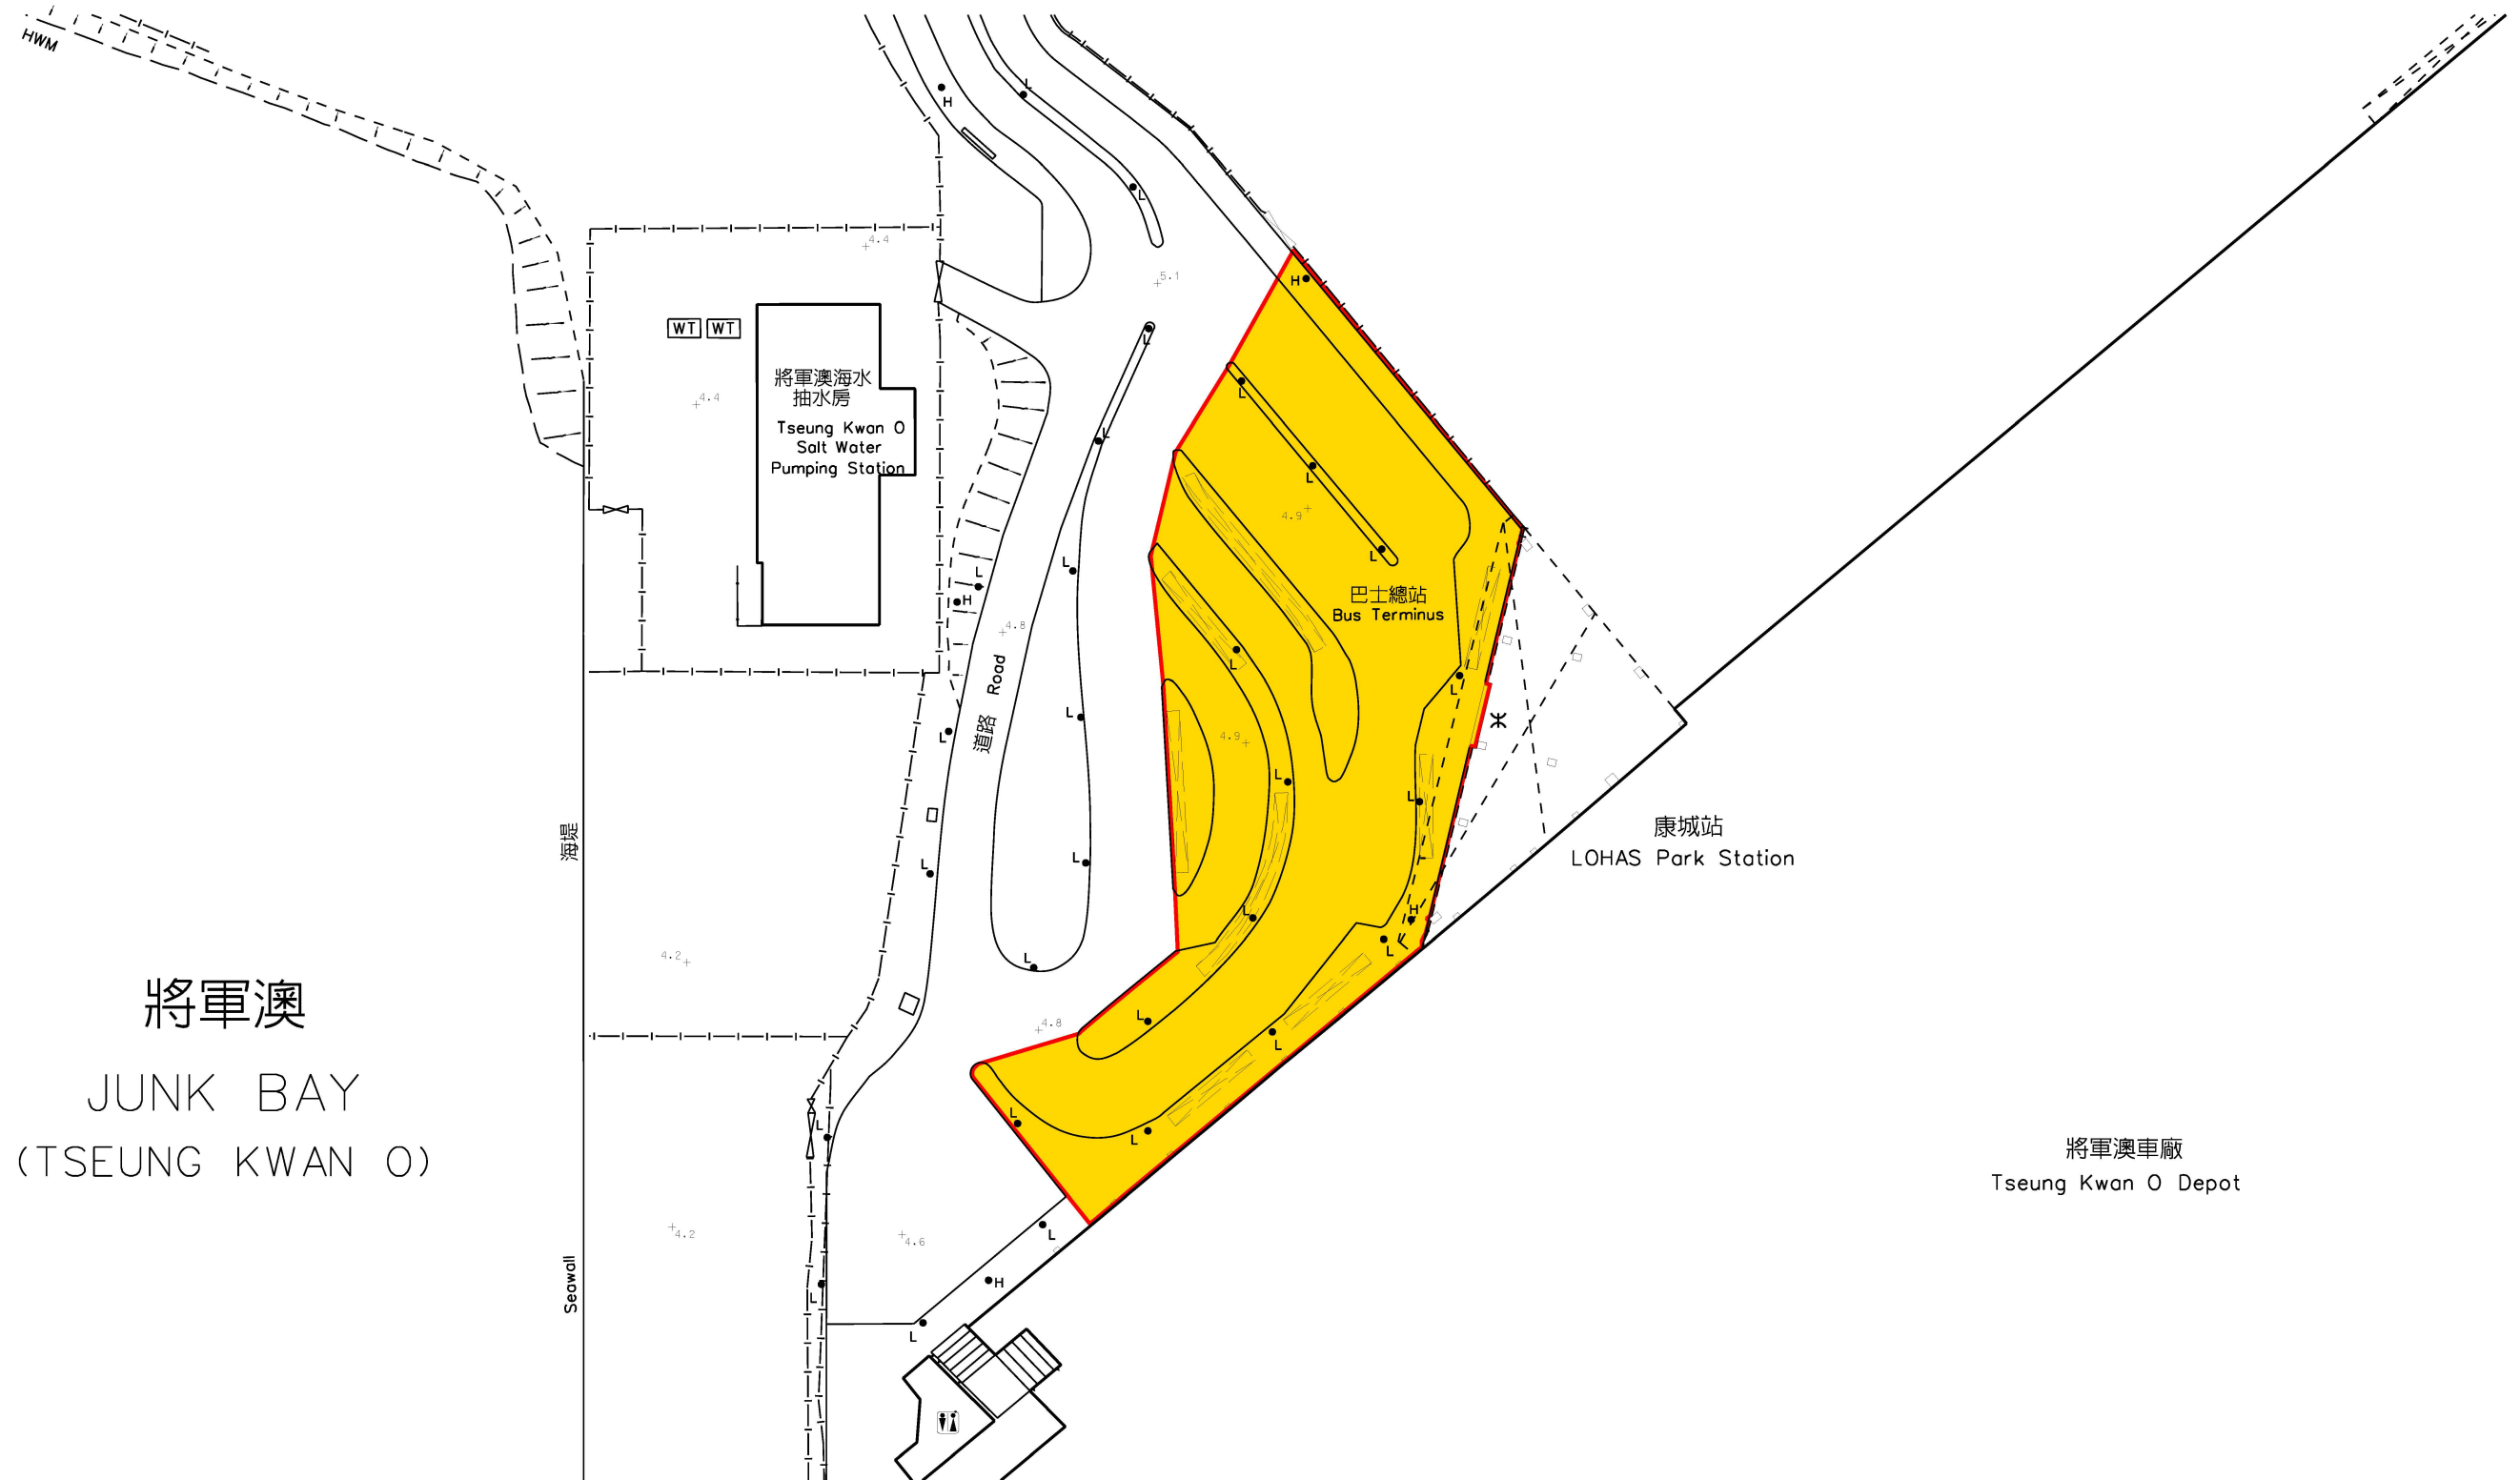 HWM
H
L
L
4.4
5.1
H
WT WT
L
將軍澳海水
抽水房
Tseung Kwan O
Salt Water
Pumping Station
4.4
L
L
L
4.9
L
L
L
H
巴士總站
Bus Terminus
4.8
道路 Road
L
L
L
L
4.9
L
L
海堤
Seawall
L
L
康城站
LOHAS Park Station
L
H
L
4.2
L
將軍澳
JUNK BAY
(TSEUNG KWAN O)
4.8
L
L
L
L
L
將軍澳車廠
Tseung Kwan O Depot
4.2
4.6
L
H
L
L